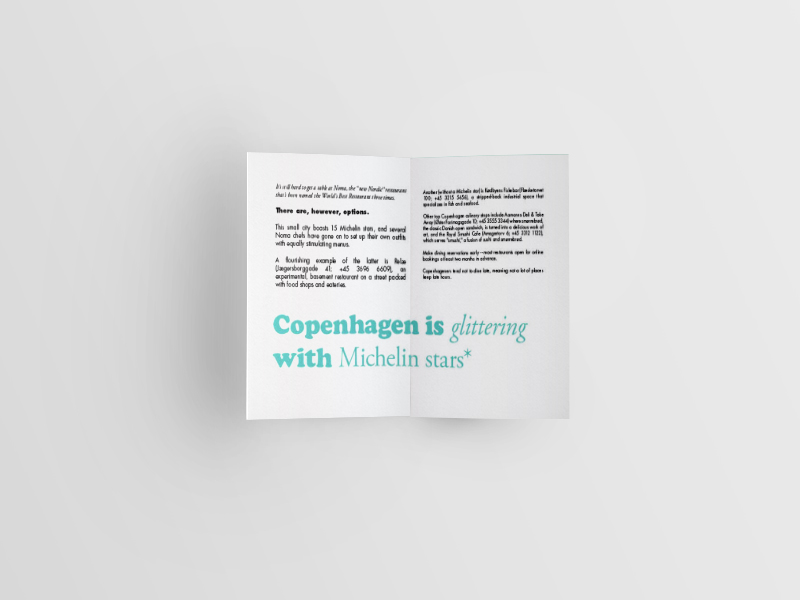 It's still hard to get a table at Noma, the "new Nordic" restaurant
that's been named the World's Best Restaurant three times.
There are, however, options.
This small city boasts 15 Michelin stars, and several
Noma chefs have gone on to set up their own outfits
with equally stimulating menus.
A flourishing example of the latter is Relæ
(Jægersborggade 41; +45 3696 6609), an
experimental, basement restaurant on a street packed
with food shops and eateries.
Another (without a Michelin star) is Kødbyens Fiskebar (Flæsketorvet
100; +45 3215 5656), a stripped-back industrial space that
specializes in fish and seafood.
Other top Copenhagen culinary stops include Aamanns Deli & Take
Away (Øster Farimagsgade 10; +45 3555 3344) where smørrebrød,
the classic Danish open sandwich, is turned into a delicious work of
art, and the Royal Smushi Cafe (Amagertorv 6; +45 3312 1122),
which serves "smushi," a fusion of sushi and smørrebrød.
Make dining reservations early—most restaurants open for online
bookings at least two months in advance.
Copenhageners tend not to dine late, meaning not a lot of places
keep late hours.
Copenhagen is glittering
with Michelin stars*